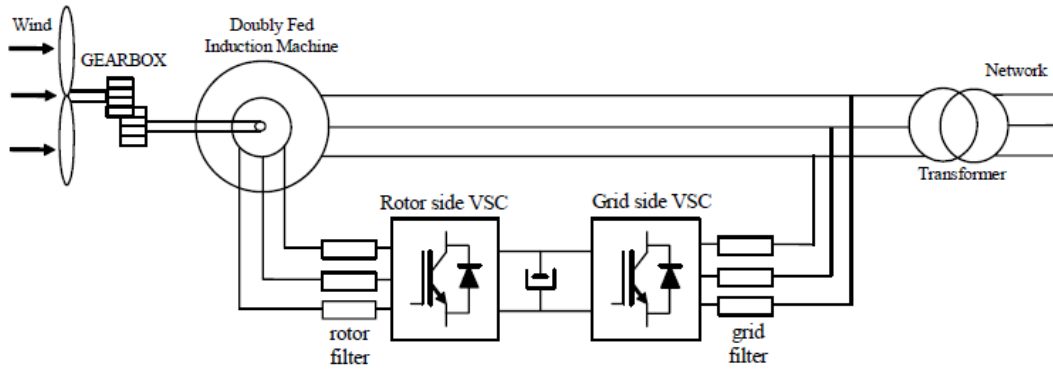 Wind
GEARBOX
Doubly Fed
Induction Machine
Network
Transformer
Rotor side VSC
Grid side VSC
rotor
filter
grid
filter